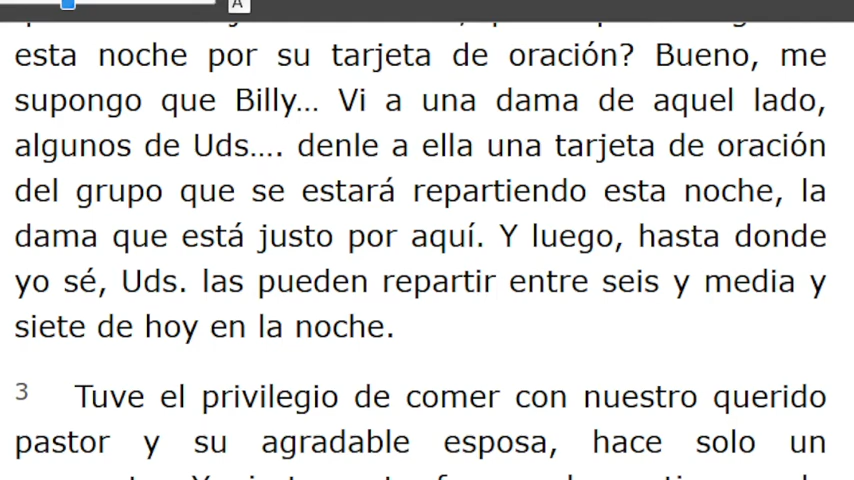 A
esta noche por su tarjeta de oración? Bueno, me
supongo que Billy... Vi a una dama de aquel lado,
algunos de Uds.... denle a ella una tarjeta de oración
del grupo que se estará repartiendo esta noche, la
dama que está justo por aquí. Y luego, hasta donde
yo sé, Uds. las pueden repartir entre seis y media y
siete de hoy en la noche.
3 Tuve el privilegio de comer con nuestro querido
pastor y su agradable esposa, hace solo un